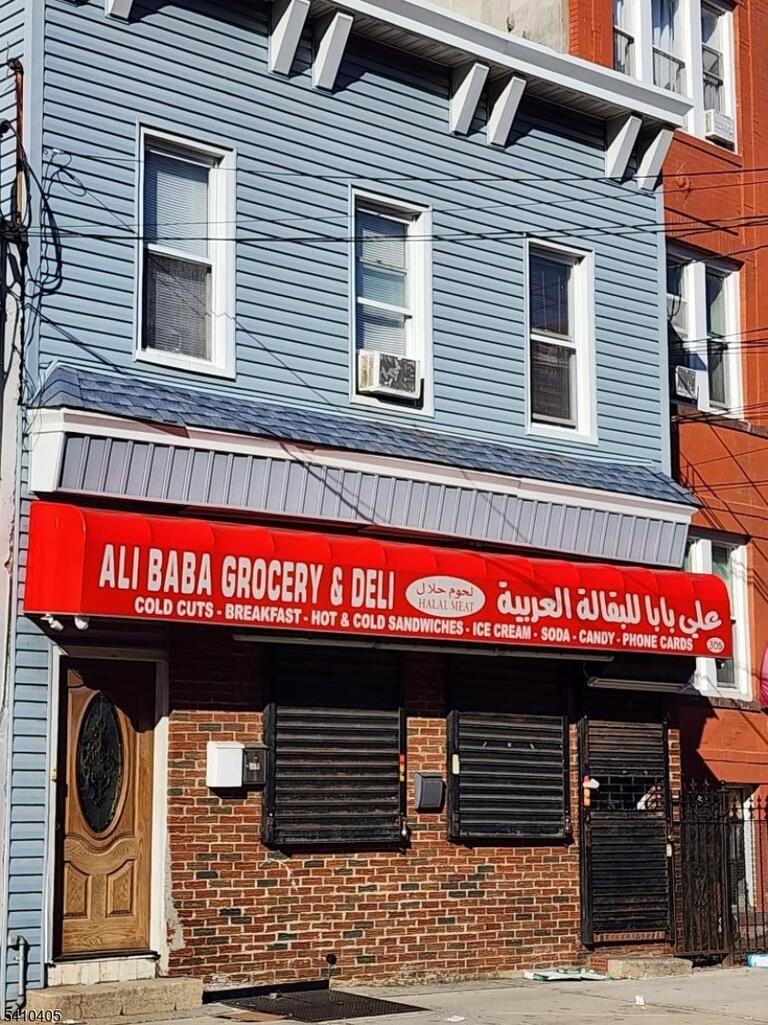 ALI BABA GROCERY & DELI
لحوم حلال
HALAL MEAT
علي بابا للبقالة العربية
COLD CUTS - BREAKFAST - HOT & COLD SANDWICHES - ICE CREAM - SODA - CANDY - PHONE CARDS
305
5410405